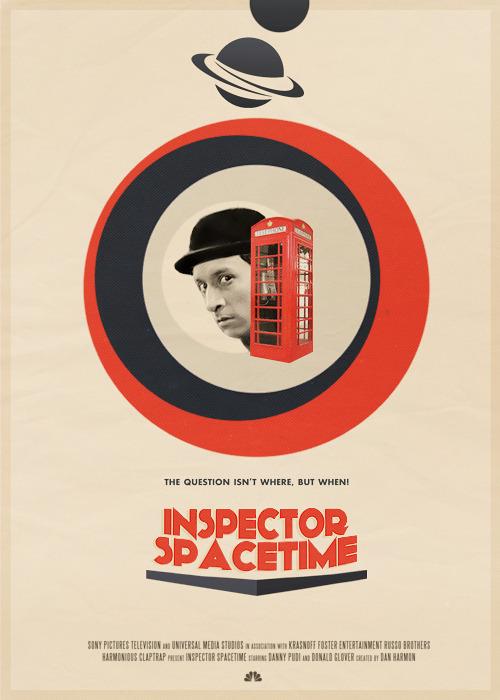 TELEPHONE
THE QUESTION ISN'T WHERE, BUT WHEN!
INSPECTOR
SPACETIME
SONY PICTURES TELEVISION AND UNIVERSAL MEDIA STUDIOS IN ASSOCIATION WITH KRASNOFF FOSTER ENTERTAINMENT RUSSO BROTHERS
HARMONIOUS CLAPTRAP PRESENT INSPECTOR SPACETIME STARRING DANNY PUDI AND DONALD GLOVER CREATED BY DAN HARMON